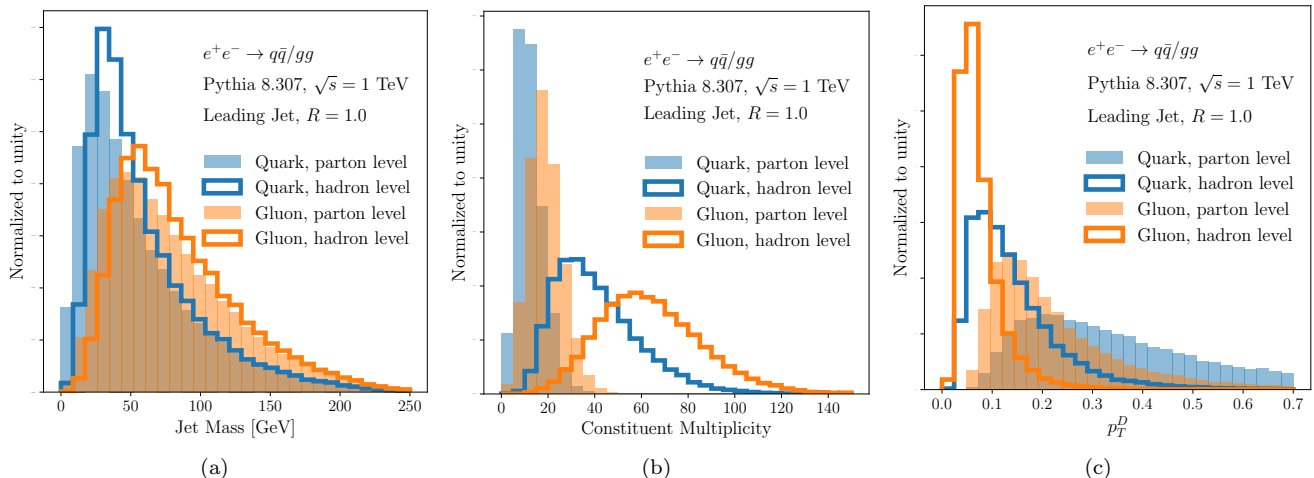 Normalized to unity
e⁺e⁻ → qq̄/gg
Pythia 8.307, √s = 1 TeV
Leading Jet, R = 1.0
Quark, parton level
Quark, hadron level
Gluon, parton level
Gluon, hadron level
0 50 100 150 200 250
Jet Mass [GeV]
(a)
Normalized to unity
e⁺e⁻ → qq̄/gg
Pythia 8.307, √s = 1 TeV
Leading Jet, R = 1.0
Quark, parton level
Quark, hadron level
Gluon, parton level
Gluon, hadron level
0 20 40 60 80 100 120 140
Constituent Multiplicity
(b)
Normalized to unity
e⁺e⁻ → qq̄/gg
Pythia 8.307, √s = 1 TeV
Leading Jet, R = 1.0
Quark, parton level
Quark, hadron level
Gluon, parton level
Gluon, hadron level
0.0 0.1 0.2 0.3 0.4 0.5 0.6 0.7
p_T^D
(c)